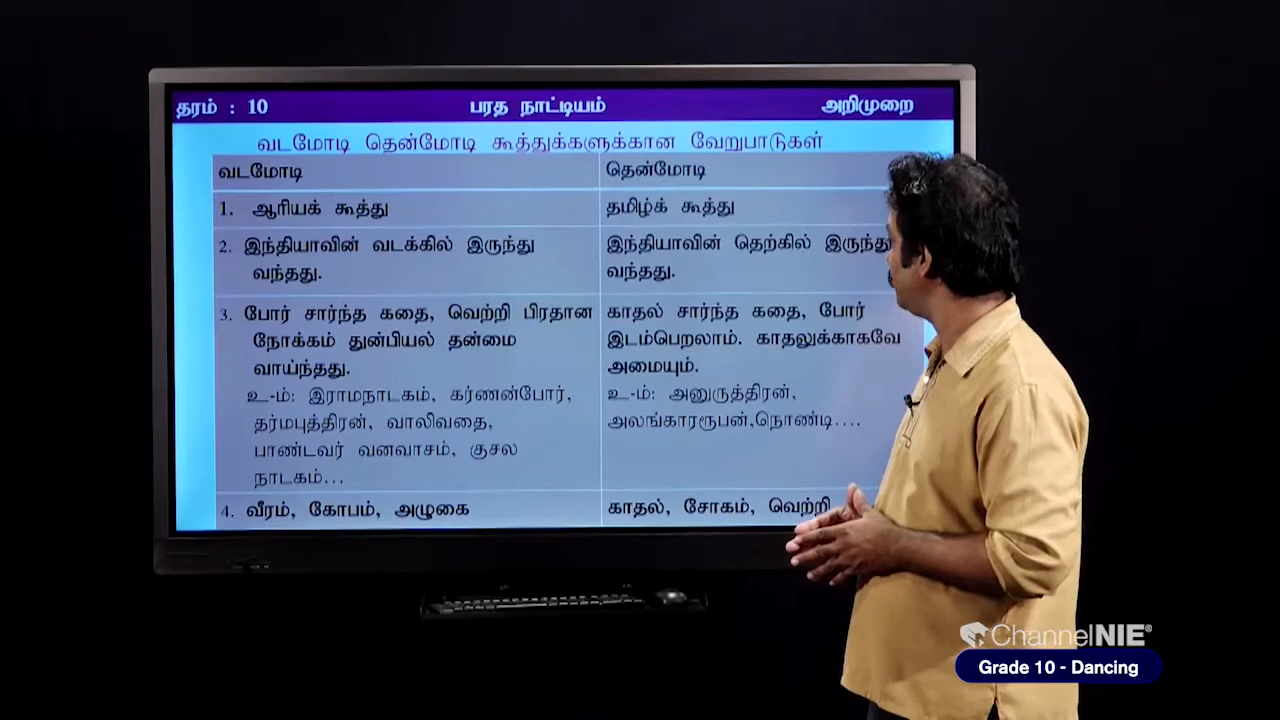 தரம் : 10 பரத நாட்டியம் அறிமுறை
வடமோடி தென்மோடி கூத்துக்களுக்கான வேறுபாடுகள்
வடமோடி தென்மோடி
1. ஆரியக் கூத்து தமிழ்க் கூத்து
2. இந்தியாவின் வடக்கில் இருந்து
வந்தது.
இந்தியாவின் தெற்கில் இருந்து
வந்தது.
3. போர் சார்ந்த கதை, வெற்றி பிரதான
நோக்கம் துன்பியல் தன்மை
வாய்ந்தது.
உ-ம்: இராமநாடகம், கர்ணன்போர்,
தர்மபுத்திரன், வாலிவதை,
பாண்டவர் வனவாசம், குசல
நாடகம்...
காதல் சார்ந்த கதை, போர்
இடம்பெறலாம். காதலுக்காகவே
அமையும்.
உ-ம்: அனுருத்திரன்,
அலங்காரரூபன்,நொண்டி....
4. வீரம், கோபம், அழுகை காதல், சோகம், வெற்றி
ChannelNIE®
Grade 10 - Dancing